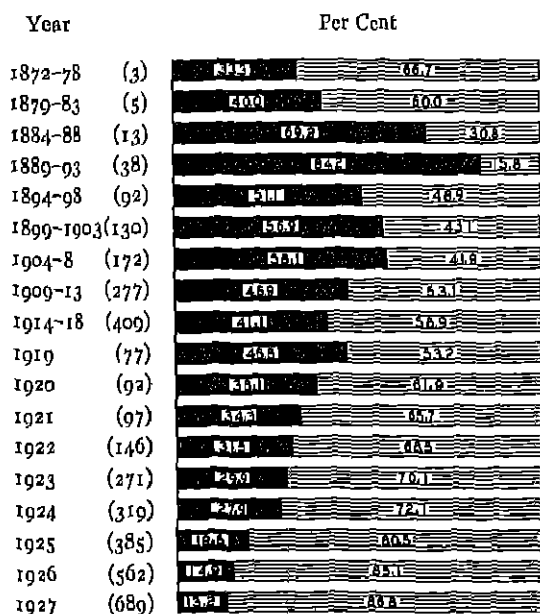 Year Per Cent
1872-78 (3) 33.3 66.7
1879-83 (5) 40.0 60.0
1884-88 (13) 69.2 30.8
1889-93 (38) 84.2 15.8
1894-98 (92) 51.1 48.9
1899-1903(130) 56.9 43.1
1904-8 (172) 58.1 41.9
1909-13 (277) 46.9 53.1
1914-18 (409) 41.1 58.9
1919 (77) 46.8 53.2
1920 (92) 38.1 61.9
1921 (97) 34.3 65.7
1922 (146) 31.5 68.5
1923 (271) 29.9 70.1
1924 (319) 27.9 72.1
1925 (385) 19.5 80.5
1926 (562) 14.9 85.1
1927 (689) 13.2 86.8